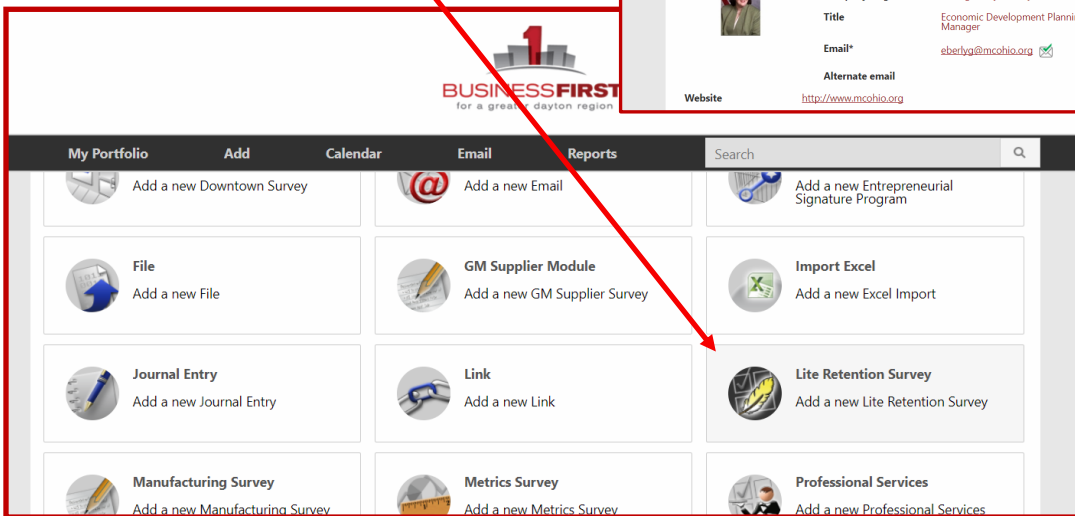 Title
Economic Development Planni
Manager
Email*
eberlyg@mcohio.org
Alternate email
Website
http://www.mcohio.org
1
BUSINESSFIRST
for a greater dayton region
My Portfolio
Add
Calendar
Email
Reports
Search
Add a new Downtown Survey
Add a new Email
Add a new Entrepreneurial
Signature Program
File
Add a new File
GM Supplier Module
Add a new GM Supplier Survey
Import Excel
Add a new Excel Import
Journal Entry
Add a new Journal Entry
Link
Add a new Link
Lite Retention Survey
Add a new Lite Retention Survey
Manufacturing Survey
Add a new Manufacturing Survey
Metrics Survey
Add a new Metrics Survey
Professional Services
Add a new Professional Services